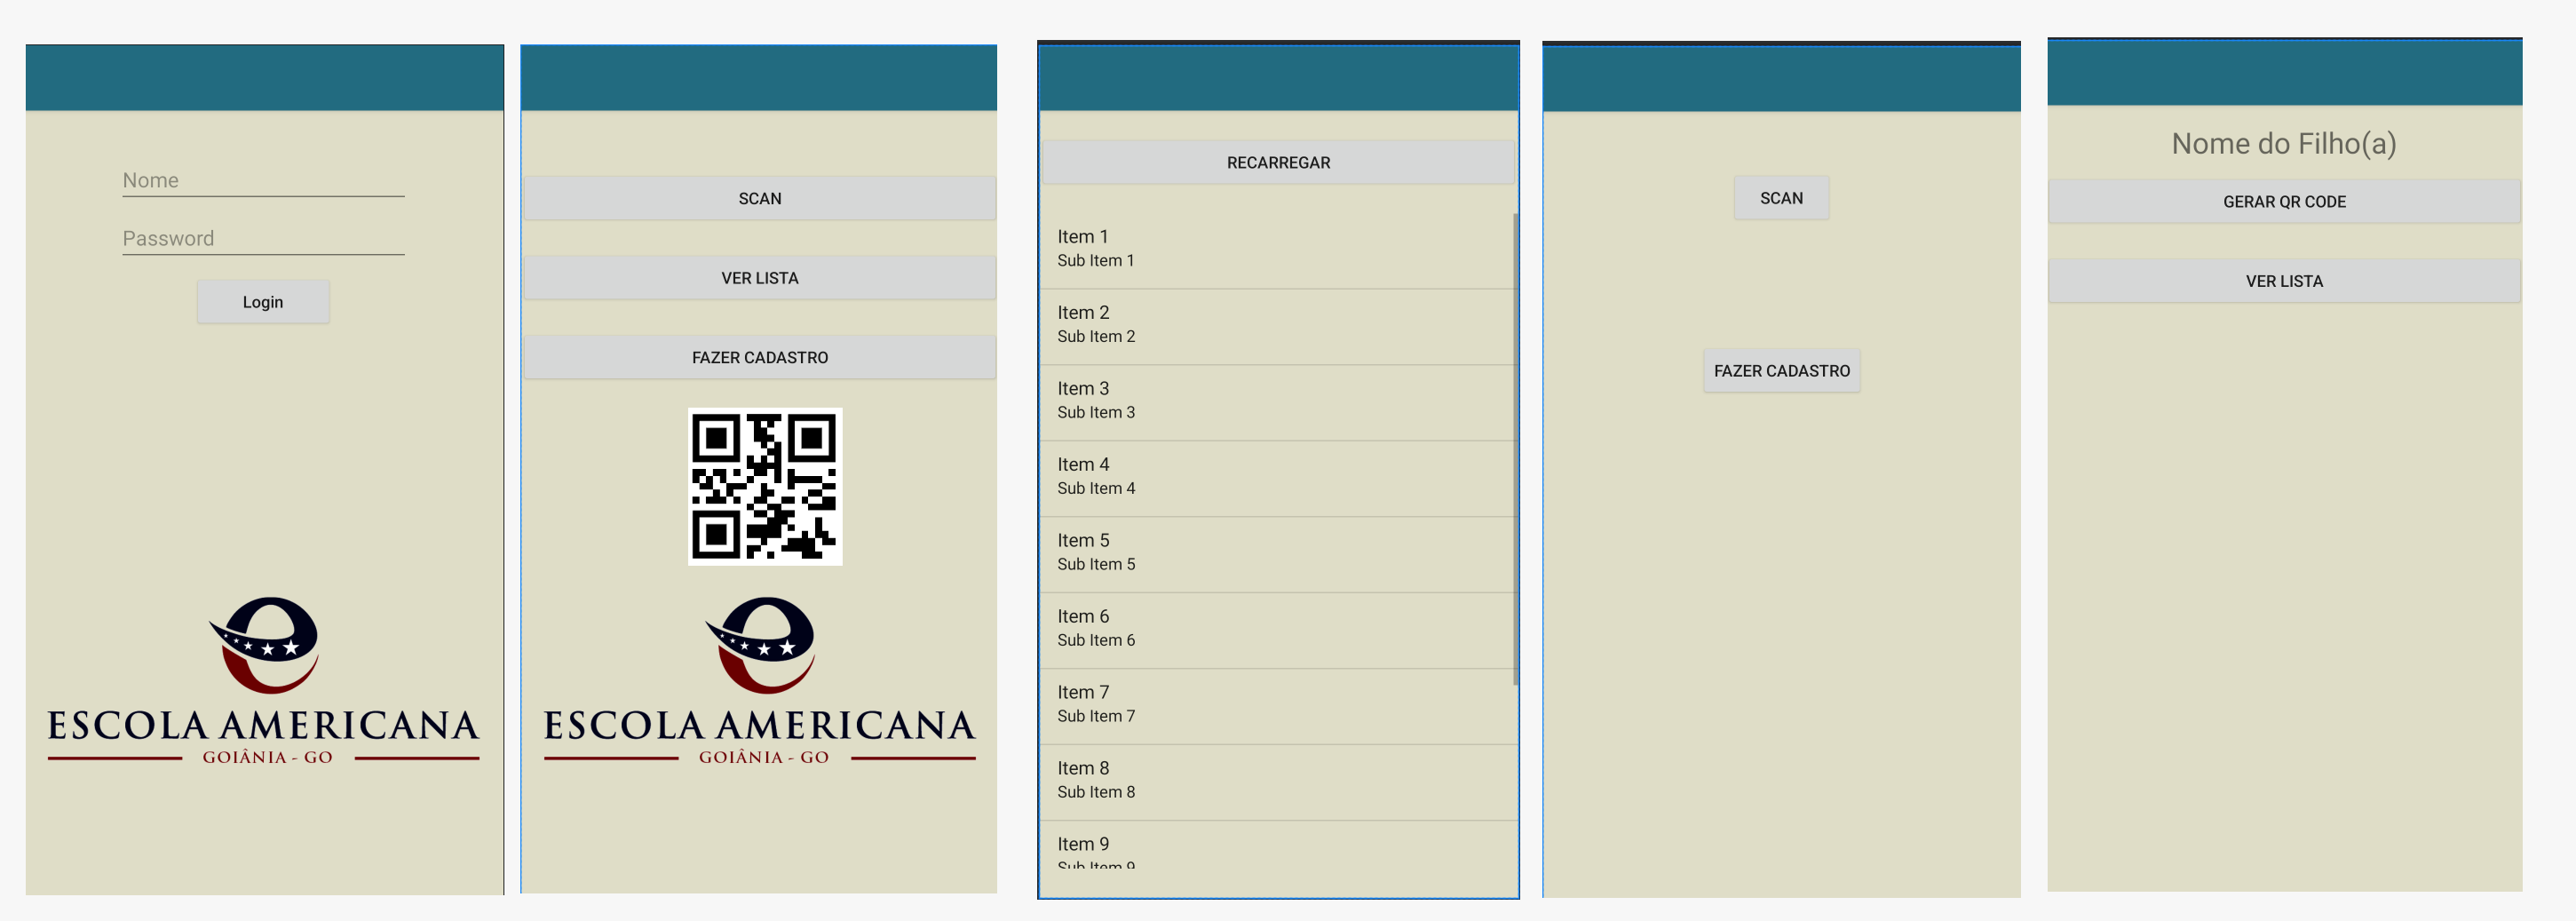 Nome
Password
Login
ESCOLA AMERICANA
GOIÂNIA - GO
SCAN
VER LISTA
FAZER CADASTRO
ESCOLA AMERICANA
GOIÂNIA - GO
RECARREGAR
Item 1
Sub Item 1
Item 2
Sub Item 2
Item 3
Sub Item 3
Item 4
Sub Item 4
Item 5
Sub Item 5
Item 6
Sub Item 6
Item 7
Sub Item 7
Item 8
Sub Item 8
Item 9
Sub Item 9
SCAN
FAZER CADASTRO
Nome do Filho(a)
GERAR QR CODE
VER LISTA